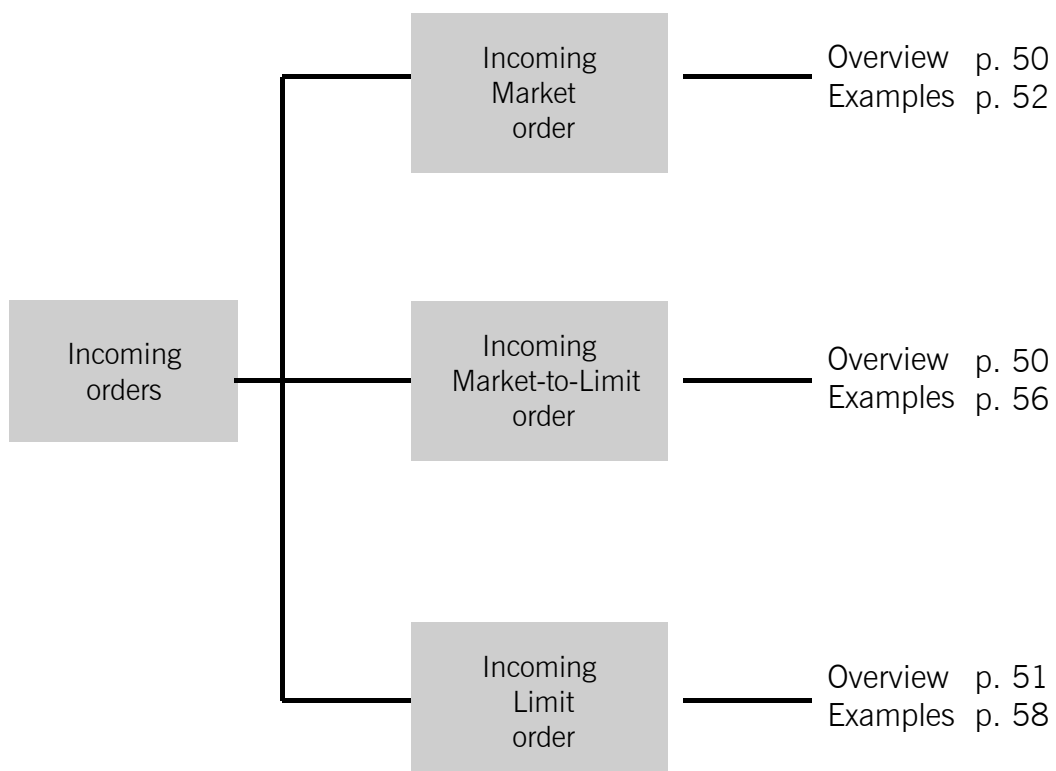 Incoming
Market
order
Overview p. 50
Examples p. 52
Incoming
orders
Incoming
Market-to-Limit
order
Overview p. 50
Examples p. 56
Incoming
Limit
order
Overview p. 51
Examples p. 58